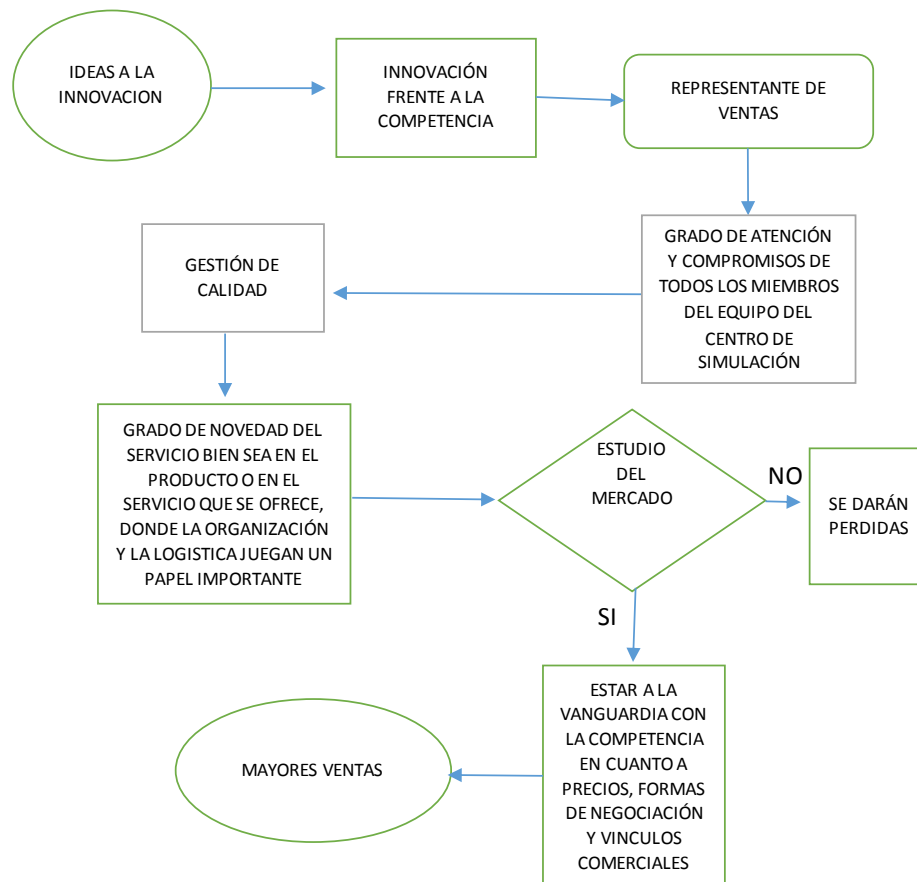 IDEAS A LA
INNOVACION
INNOVACIÓN
FRENTE A LA
COMPETENCIA
REPRESENTANTE DE
VENTAS
GRADO DE ATENCIÓN
Y COMPROMISOS DE
TODOS LOS MIEMBROS
DEL EQUIPO DEL
CENTRO DE
SIMULACIÓN
GESTIÓN DE
CALIDAD
GRADO DE NOVEDAD DEL
SERVICIO BIEN SEA EN EL
PRODUCTO O EN EL
SERVICIO QUE SE OFRECE,
DONDE LA ORGANIZACIÓN
Y LA LOGISTICA JUEGAN UN
PAPEL IMPORTANTE
ESTUDIO
DEL
MERCADO
NO
SE DARÁN
PERDIDAS
SI
ESTAR A LA
VANGUARDIA CON
LA COMPETENCIA
EN CUANTO A
PRECIOS, FORMAS
DE NEGOCIACIÓN
Y VINCULOS
COMERCIALES
MAYORES VENTAS